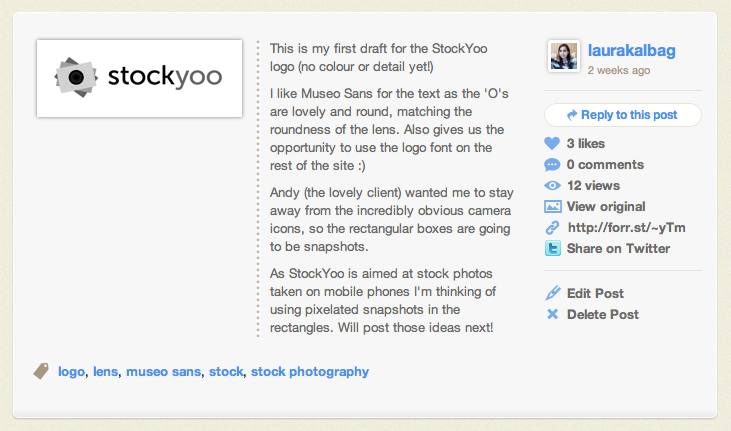 stockyoo
This is my first draft for the StockYoo
logo (no colour or detail yet!)
I like Museo Sans for the text as the 'O's
are lovely and round, matching the
roundness of the lens. Also gives us the
opportunity to use the logo font on the
rest of the site :)
Andy (the lovely client) wanted me to stay
away from the incredibly obvious camera
icons, so the rectangular boxes are going
to be snapshots.
As StockYoo is aimed at stock photos
taken on mobile phones I'm thinking of
using pixelated snapshots in the
rectangles. Will post those ideas next!
laurakalbag
2 weeks ago
Reply to this post
3 likes
0 comments
12 views
View original
http://forr.st/~yTm
Share on Twitter
Edit Post
Delete Post
logo, lens, museo sans, stock, stock photography